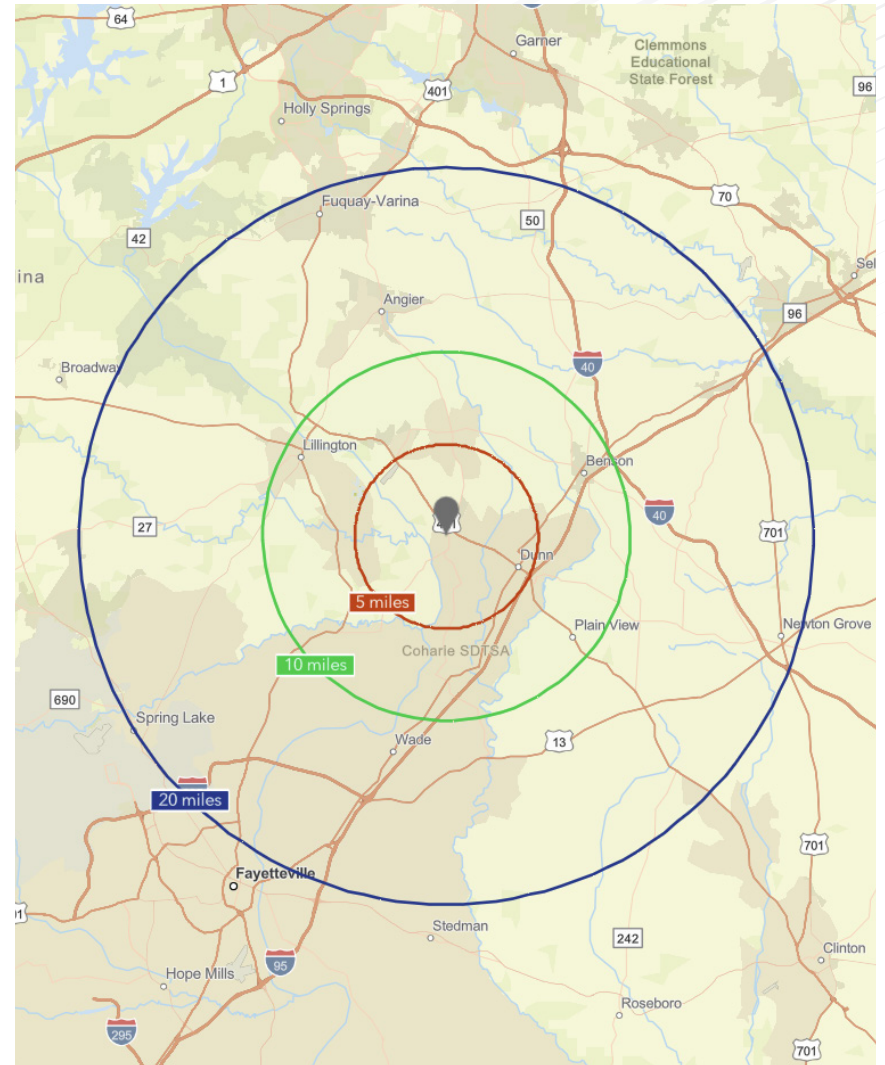 64
Garner
Clemmons
Educational
State Forest
1
401
96
Holly Springs
70
Fuquay-Varina
50
42
Sel
ina
Angier
96
40
Broadway
Lillington
Benson
27
40
701
Dunn
5 miles
Plain View
Newton Grove
Coharie SDTSA
10 miles
690
Spring Lake
Wade
13
20 miles
701
Fayetteville
01
Stedman
242
Clinton
95
Hope Mills
Roseboro
295
701